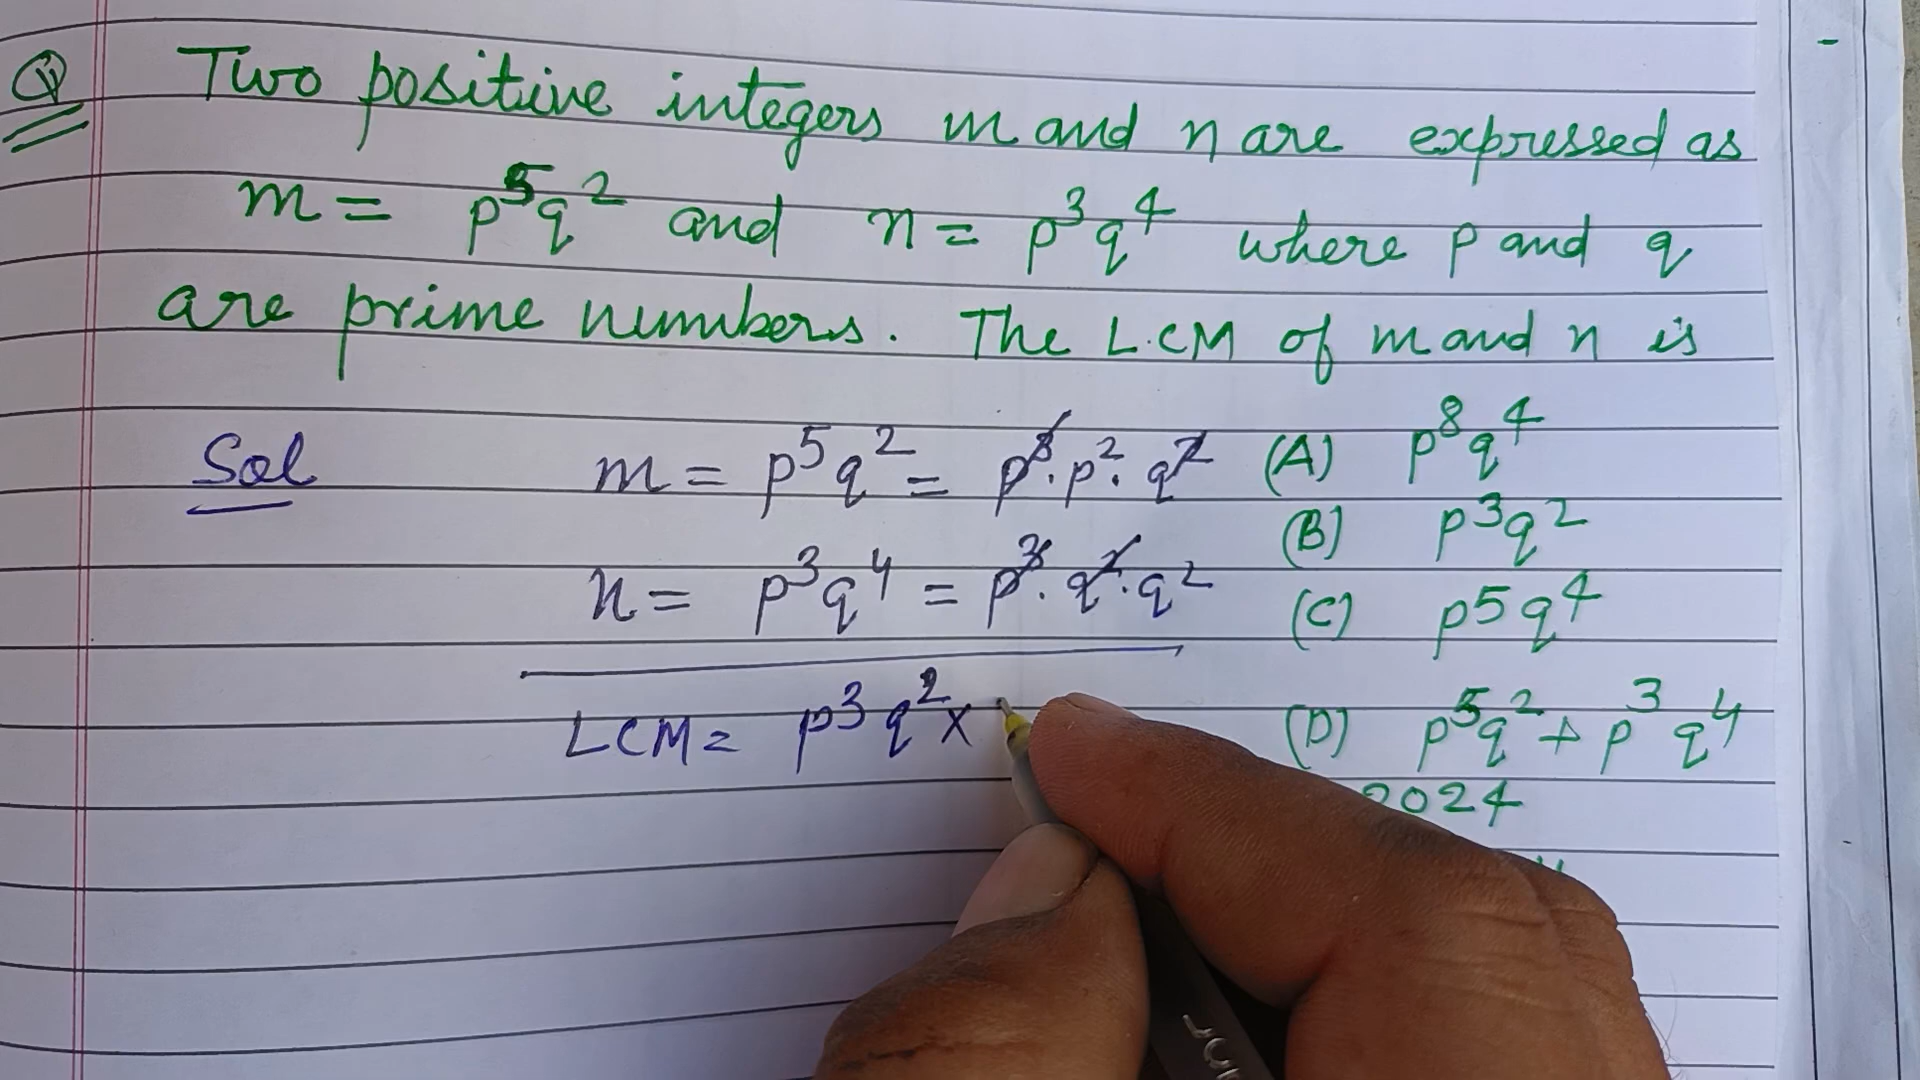 Q Two positive integers m and n are expressed as
m = p⁵q² and n = p³q⁴ where p and q
are prime numbers. The L.CM of m and n is
Sol m = p⁵q² = p³·p²·q² (A) p⁸q⁴
(B) p³q²
n = p³q⁴ = p³·q²·q² (C) p⁵q⁴
LCM = p³q²x (D) p⁵q² + p³q⁴
2024